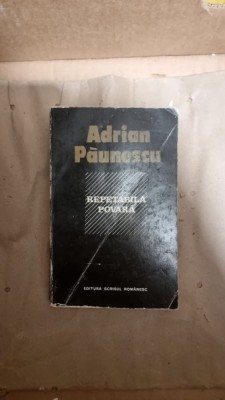 Adrian
Păunescu
REPETABILA
POVARĂ
EDITURA SCRISUL ROMÂNESC